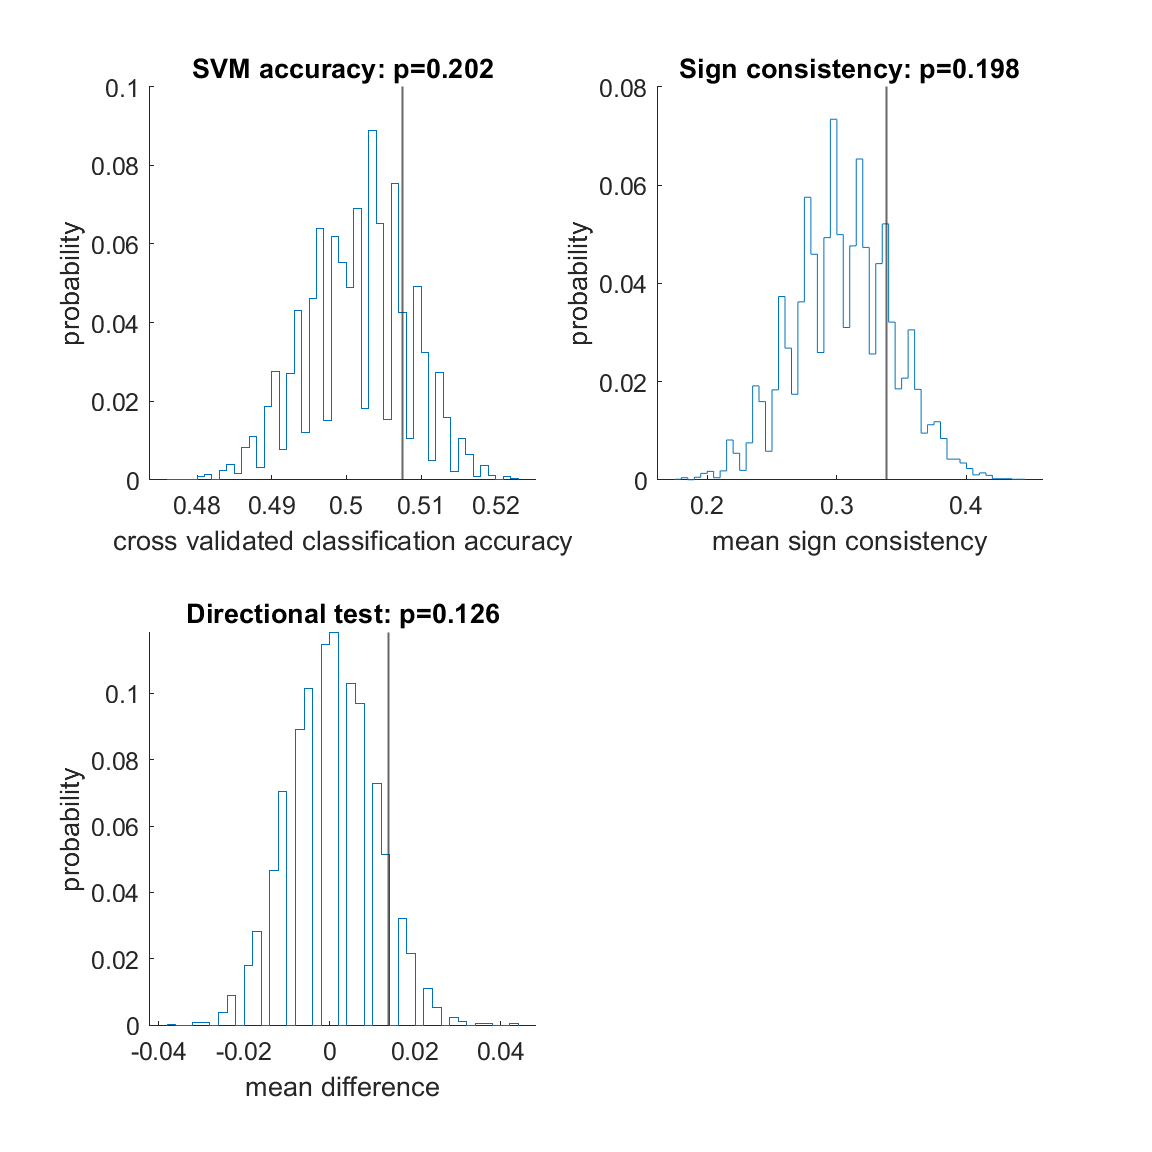 SVM accuracy: p=0.202
0.1
0.08
0.06
0.04
0.02
0
probability
0.48 0.49 0.5 0.51 0.52
cross validated classification accuracy
Sign consistency: p=0.198
0.08
0.06
0.04
0.02
0
probability
0.2 0.3 0.4
mean sign consistency
Directional test: p=0.126
0.1
0.08
0.06
0.04
0.02
0
probability
-0.04 -0.02 0 0.02 0.04
mean difference